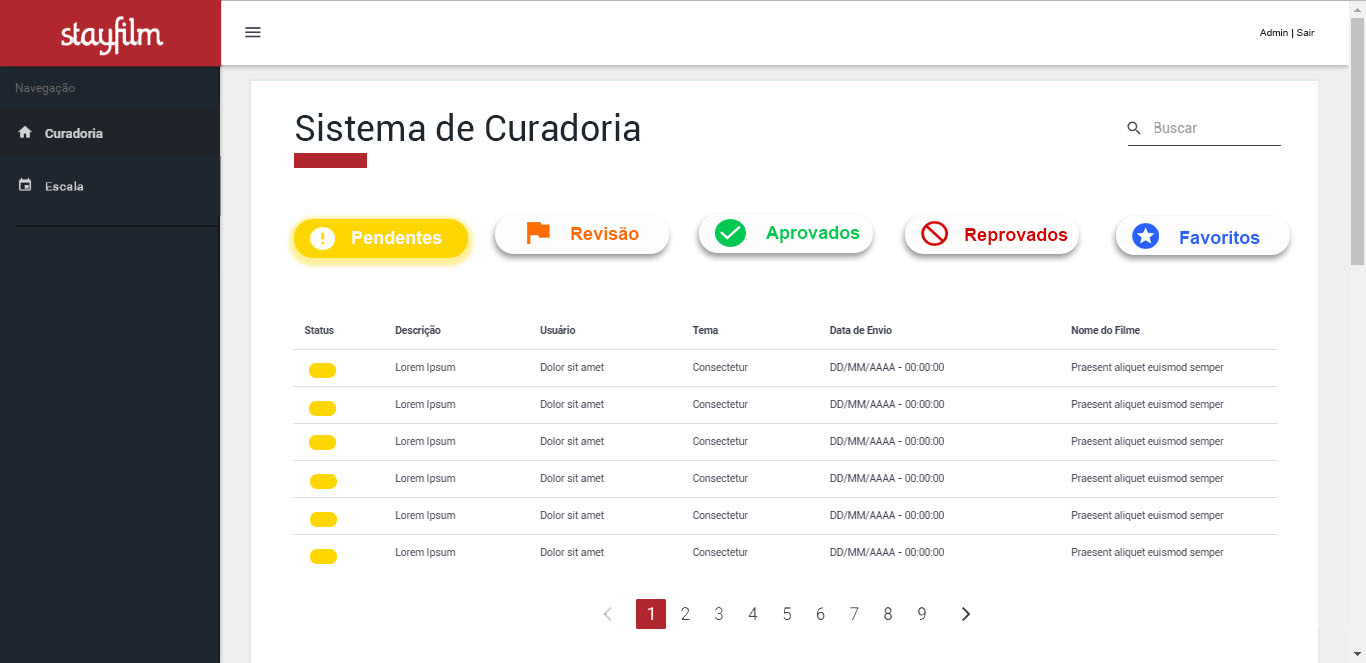 stayfilm
Admin | Sair
Navegação
Curadoria
Escala
Sistema de Curadoria
Buscar
Pendentes Revisão Aprovados Reprovados Favoritos
Status Descrição Usuário Tema Data de Envio Nome do Filme
Lorem Ipsum Dolor sit amet Consectetur DD/MM/AAAA - 00:00:00 Praesent aliquet euismod semper
Lorem Ipsum Dolor sit amet Consectetur DD/MM/AAAA - 00:00:00 Praesent aliquet euismod semper
Lorem Ipsum Dolor sit amet Consectetur DD/MM/AAAA - 00:00:00 Praesent aliquet euismod semper
Lorem Ipsum Dolor sit amet Consectetur DD/MM/AAAA - 00:00:00 Praesent aliquet euismod semper
Lorem Ipsum Dolor sit amet Consectetur DD/MM/AAAA - 00:00:00 Praesent aliquet euismod semper
Lorem Ipsum Dolor sit amet Consectetur DD/MM/AAAA - 00:00:00 Praesent aliquet euismod semper
1 2 3 4 5 6 7 8 9